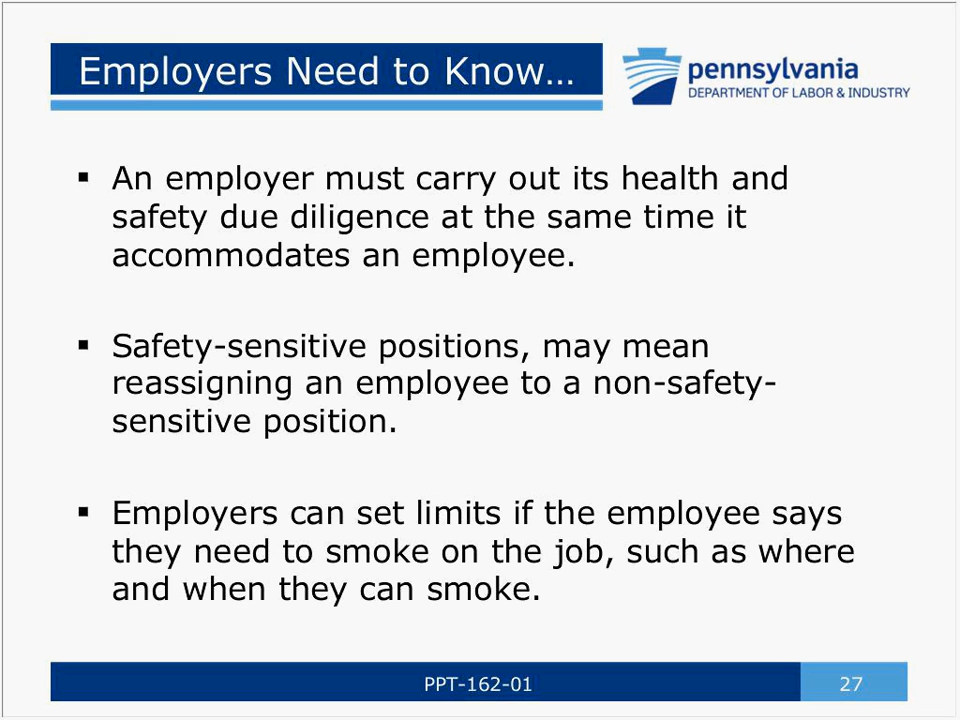 Employers Need to Know…
pennsylvania
DEPARTMENT OF LABOR & INDUSTRY
▪ An employer must carry out its health and
safety due diligence at the same time it
accommodates an employee.
▪ Safety-sensitive positions, may mean
reassigning an employee to a non-safety-
sensitive position.
▪ Employers can set limits if the employee says
they need to smoke on the job, such as where
and when they can smoke.
PPT-162-01
27